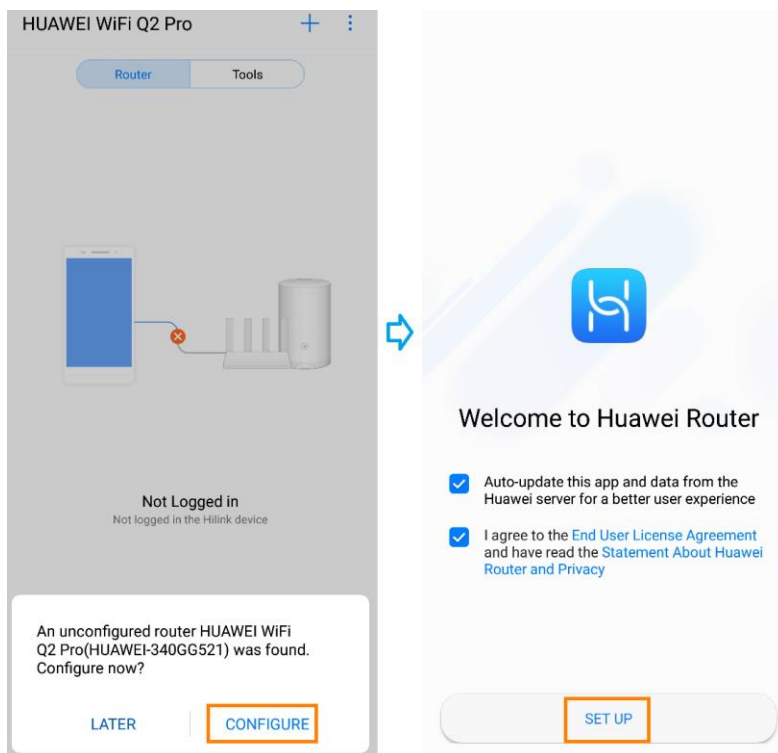 HUAWEI WiFi Q2 Pro
Router
Tools
Not Logged in
Not logged in the Hilink device
An unconfigured router HUAWEI WiFi
Q2 Pro(HUAWEI-340GG521) was found.
Configure now?
LATER
CONFIGURE
Welcome to Huawei Router
Auto-update this app and data from the
Huawei server for a better user experience
I agree to the End User License Agreement
and have read the Statement About Huawei
Router and Privacy
SET UP